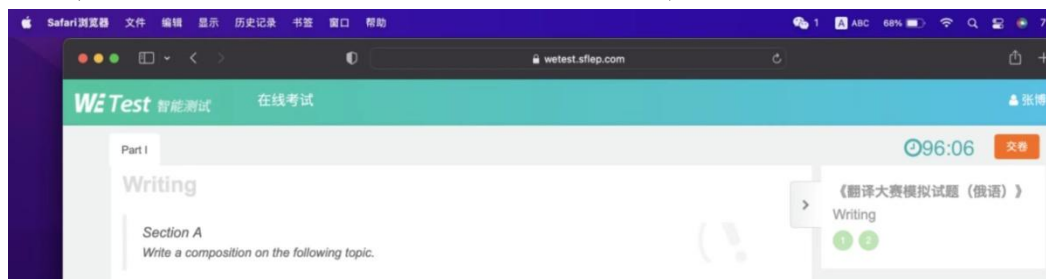 Safari浏览器 文件 编辑 显示 历史记录 书签 窗口 帮助 1 A ABC 68% 7
wetest.sflep.com
WE Test 智能测试 在线考试 张博
Part I 96:06 交卷
Writing
《翻译大赛模拟试题（俄语）》
Writing
Section A
1 2
Write a composition on the following topic.